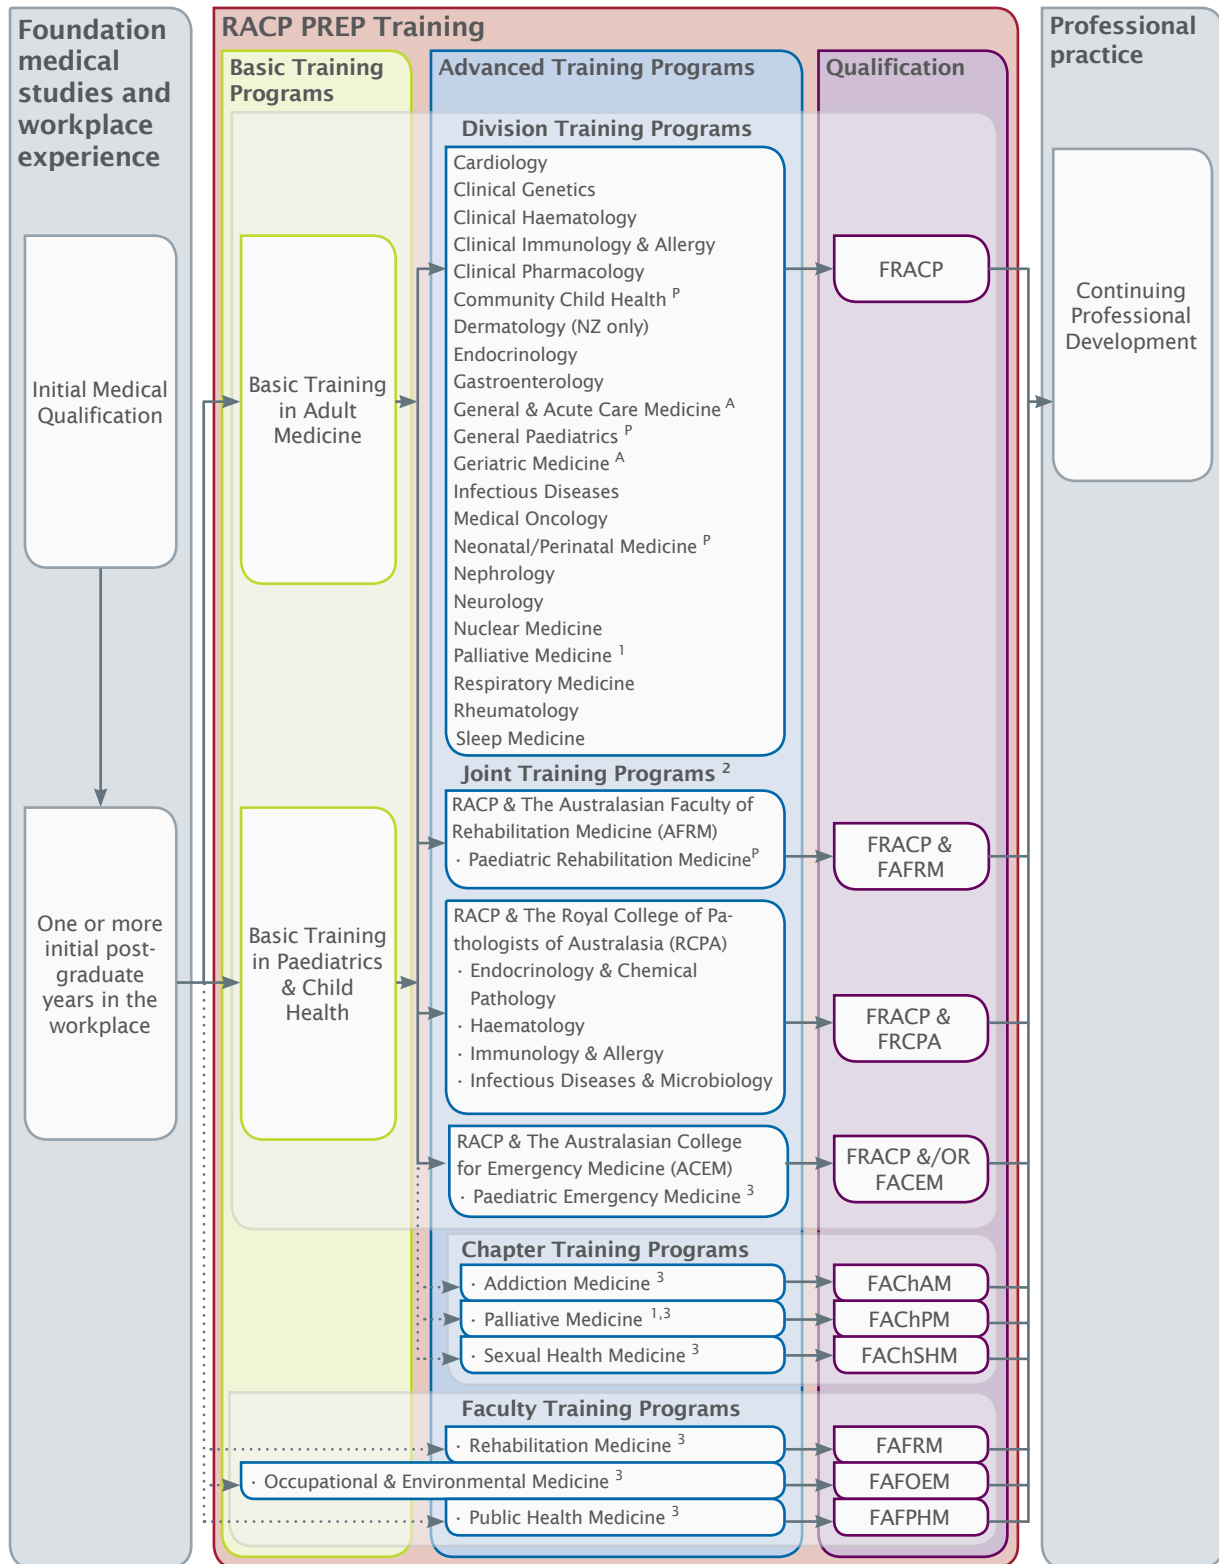 Foundation
medical
studies and
workplace
experience
Initial Medical
Qualification
One or more
initial post-
graduate
years in the
workplace
RACP PREP Training
Basic Training
Programs
Basic Training
in Adult
Medicine
Basic Training
in Paediatrics
& Child
Health
Advanced Training Programs
Division Training Programs
Cardiology
Clinical Genetics
Clinical Haematology
Clinical Immunology & Allergy
Clinical Pharmacology
Community Child Health P
Dermatology (NZ only)
Endocrinology
Gastroenterology
General & Acute Care Medicine A
General Paediatrics P
Geriatric Medicine A
Infectious Diseases
Medical Oncology
Neonatal/Perinatal Medicine P
Nephrology
Neurology
Nuclear Medicine
Palliative Medicine 1
Respiratory Medicine
Rheumatology
Sleep Medicine
Joint Training Programs 2
RACP & The Australasian Faculty of
Rehabilitation Medicine (AFRM)
· Paediatric Rehabilitation Medicine P
RACP & The Royal College of Pa-
thologists of Australasia (RCPA)
· Endocrinology & Chemical
Pathology
· Haematology
· Immunology & Allergy
· Infectious Diseases & Microbiology
RACP & The Australasian College
for Emergency Medicine (ACEM)
· Paediatric Emergency Medicine 3
Chapter Training Programs
· Addiction Medicine 3
· Palliative Medicine 1,3
· Sexual Health Medicine 3
Faculty Training Programs
· Rehabilitation Medicine 3
· Occupational & Environmental Medicine 3
· Public Health Medicine 3
Qualification
FRACP
FRACP &
FAFRM
FRACP &
FRCPA
FRACP &/OR
FACEM
FAChAM
FAChPM
FAChSHM
FAFRM
FAFOEM
FAFPHM
Professional
practice
Continuing
Professional
Development